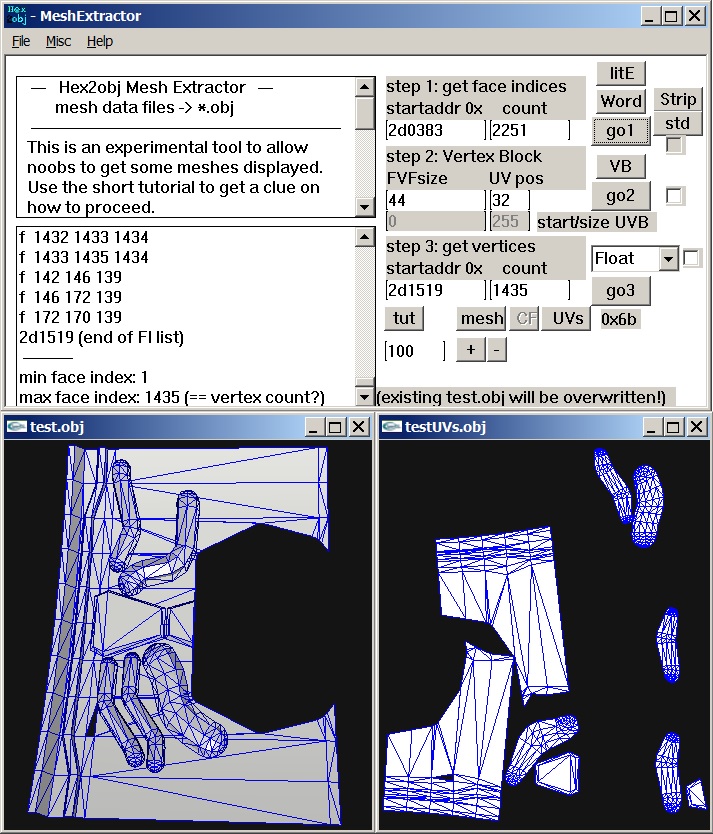 Hex obj - MeshExtractor
File Misc Help
— Hex2obj Mesh Extractor —
mesh data files -> *.obj
This is an experimental tool to allow
noobs to get some meshes displayed.
Use the short tutorial to get a clue on
how to proceed.
f 1432 1433 1434
f 1433 1435 1434
f 142 146 139
f 146 172 139
f 172 170 139
2d1519 (end of FI list)
min face index: 1
max face index: 1435 (== vertex count?)
step 1: get face indices
startaddr 0x count
2d0383 2251
litE
Word
go1
Strip
std
step 2: Vertex Block
FVFsize UV pos
44 32
0 255 start/size UVB
VB
go2
step 3: get vertices
startaddr 0x count
2d1519 1435
Float
go3
tut mesh CF UVs 0x6b
100 + -
(existing test.obj will be overwritten!)
test.obj
testUVs.obj